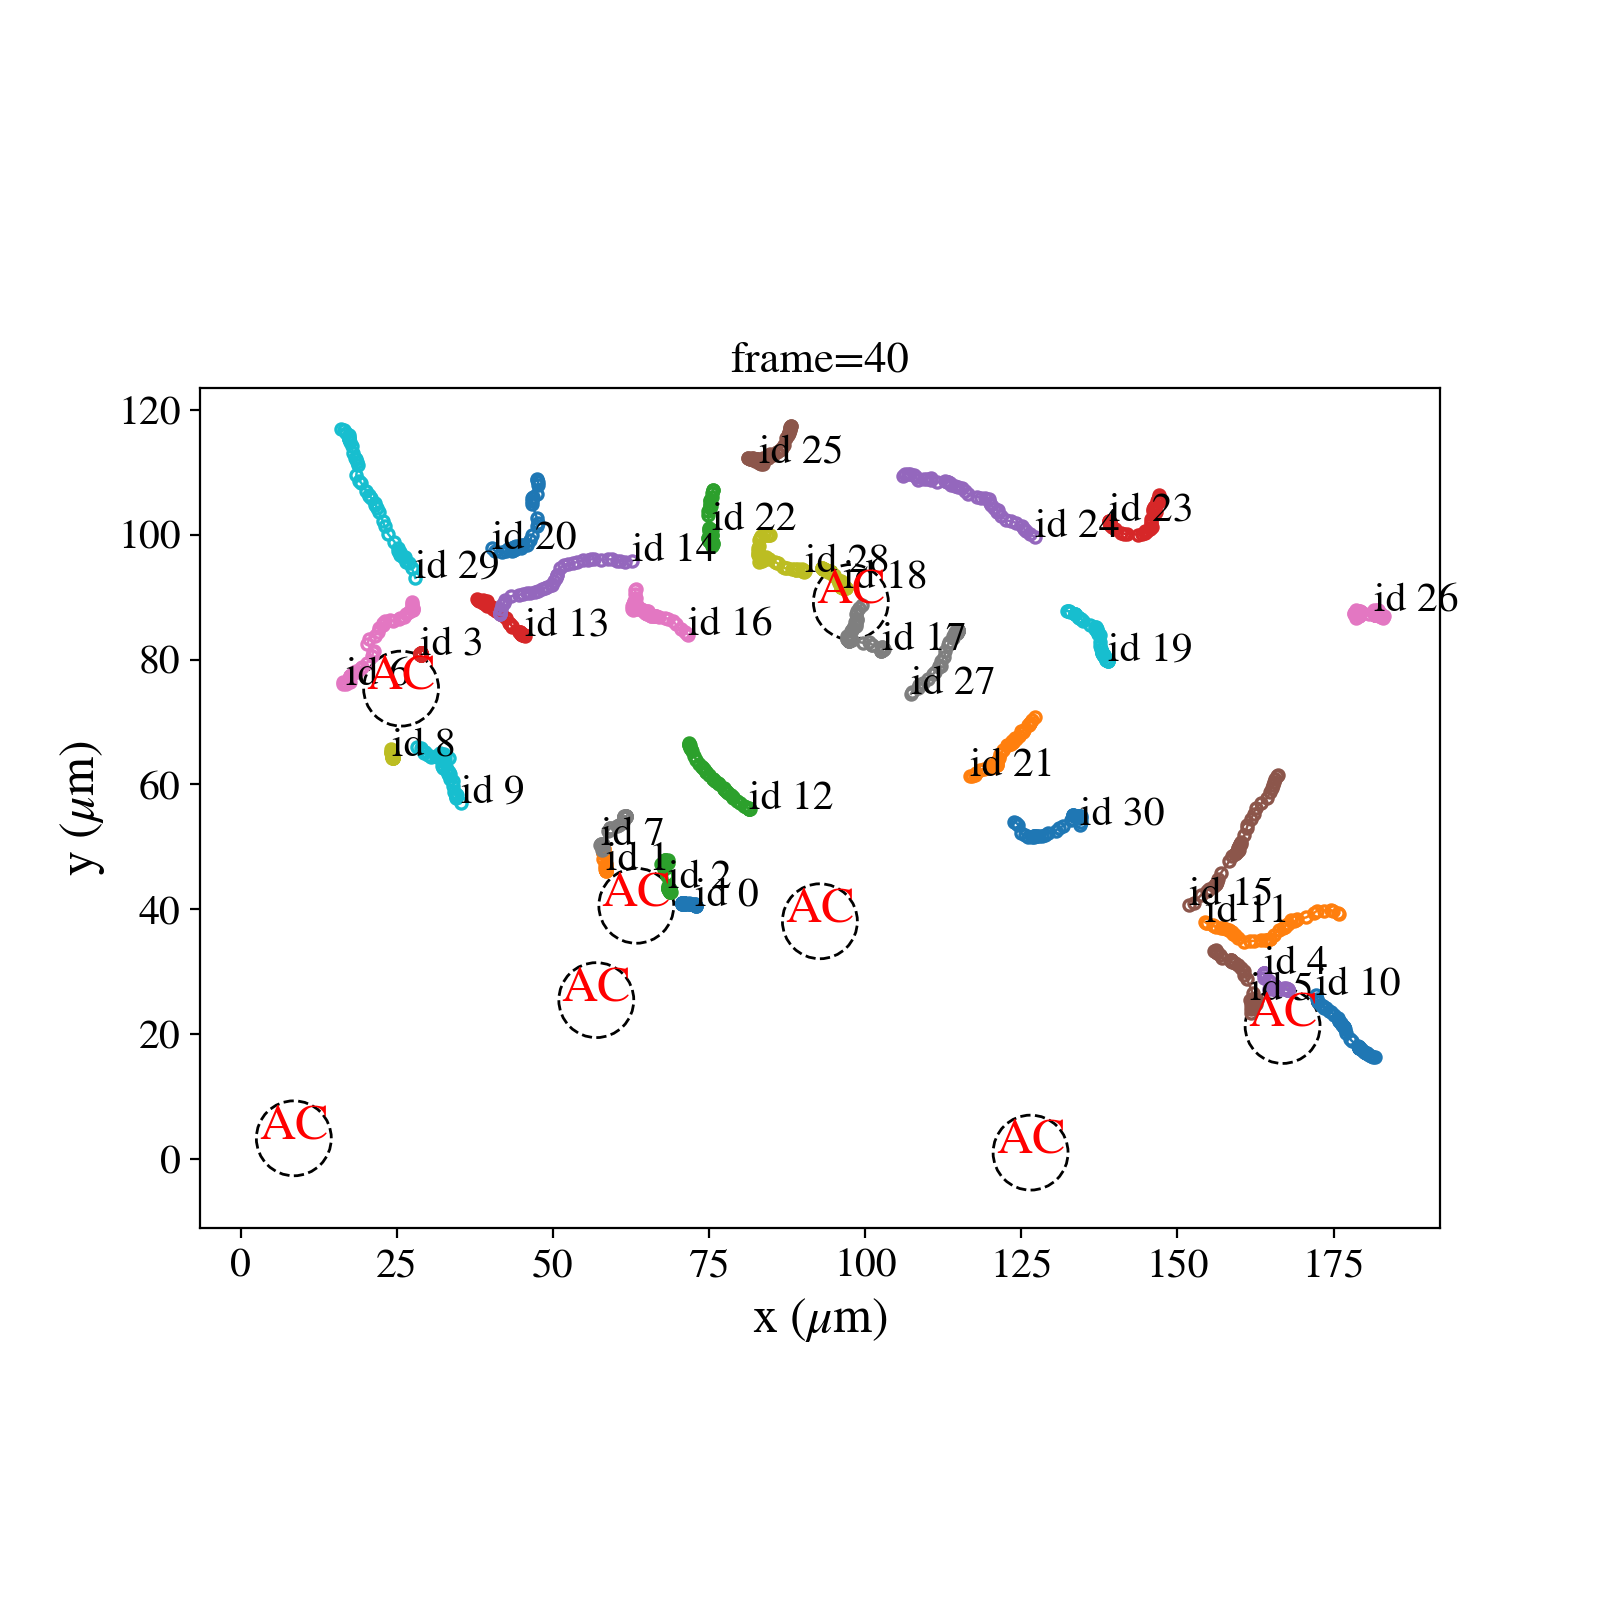 frame=40
120
100
80
60
40
20
0
y (μm)
id 25
id 22
id 24
id 23
id 20
id 14
id 29
id 28
id 18
AC
id 26
id 13
id 16
id 3
id 17
id 19
id 6
AC
id 27
id 8
id 9
id 21
id 12
id 30
id 7
id 1
id 2
id 0
AC
AC
id 15
id 11
id 4
id 5
id 10
AC
AC
AC
AC
0
25
50
75
100
125
150
175
x (μm)